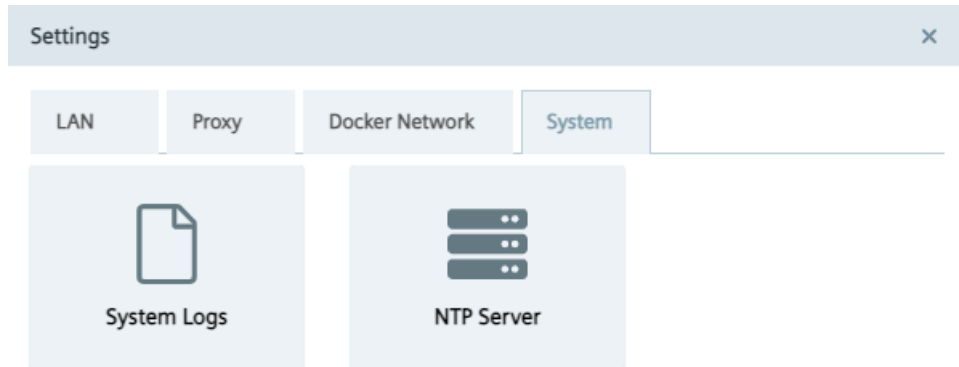 Settings
LAN Proxy Docker Network System
System Logs NTP Server